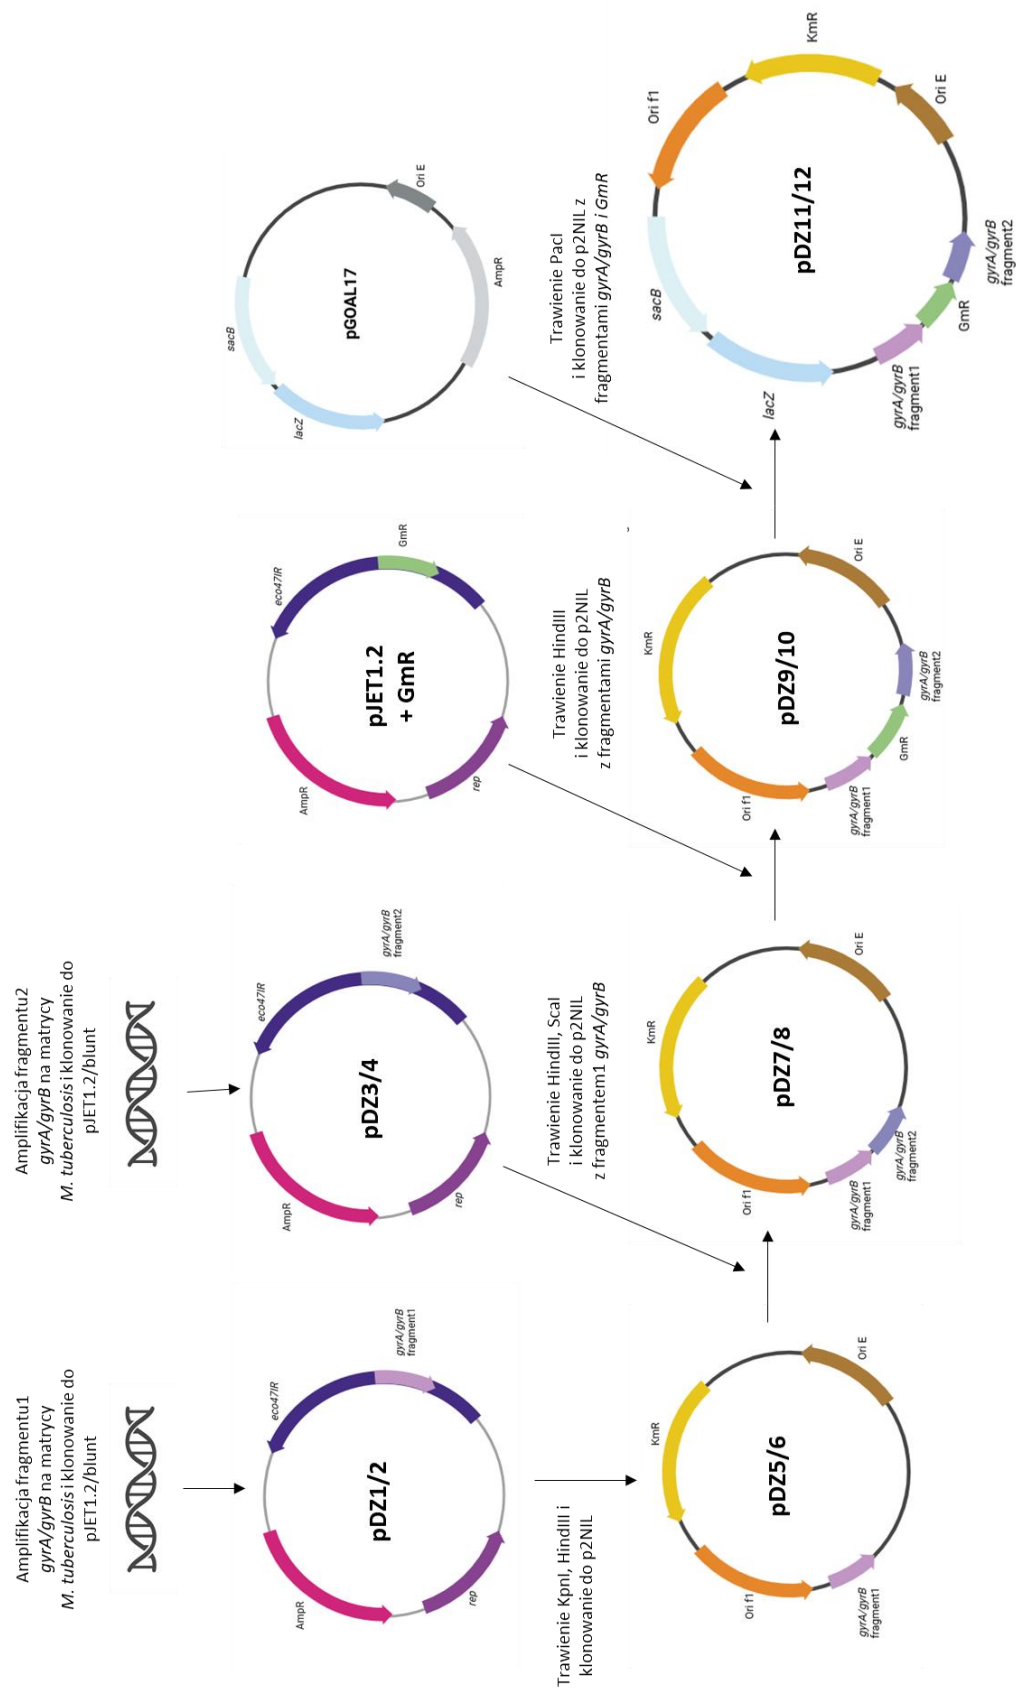 Amplifikacja fragmentu1
gyrA/gyrB na matrycy
M. tuberculosis i klonowanie do
pJET1.2/blunt
Amplifikacja fragmentu2
gyrA/gyrB na matrycy
M. tuberculosis i klonowanie do
pJET1.2/blunt
pDZ1/2
AmpR
eco47IR
gyrA/gyrB
fragment1
rep
pDZ3/4
AmpR
eco47IR
gyrA/gyrB
fragment2
rep
pJET1.2
+ GmR
AmpR
eco47IR
GmR
rep
pGOAL17
lacZ
sacB
Ori E
AmpR
Trawienie KpnI, HindIII i
klonowanie do p2NIL
Trawienie HindIII, ScaI
i klonowanie do p2NIL
z fragmentem1 gyrA/gyrB
Trawienie HindIII
i klonowanie do p2NIL
z fragmentami gyrA/gyrB
Trawienie PacI
i klonowanie do p2NIL z
fragmentami gyrA/gyrB i GmR
pDZ5/6
Ori f1
KmR
Ori E
gyrA/gyrB
fragment1
pDZ7/8
Ori f1
KmR
Ori E
gyrA/gyrB
fragment1
gyrA/gyrB
fragment2
pDZ9/10
Ori f1
KmR
Ori E
gyrA/gyrB
fragment1
GmR
gyrA/gyrB
fragment2
pDZ11/12
lacZ
sacB
Ori f1
KmR
Ori E
gyrA/gyrB
fragment1
GmR
gyrA/gyrB
fragment2